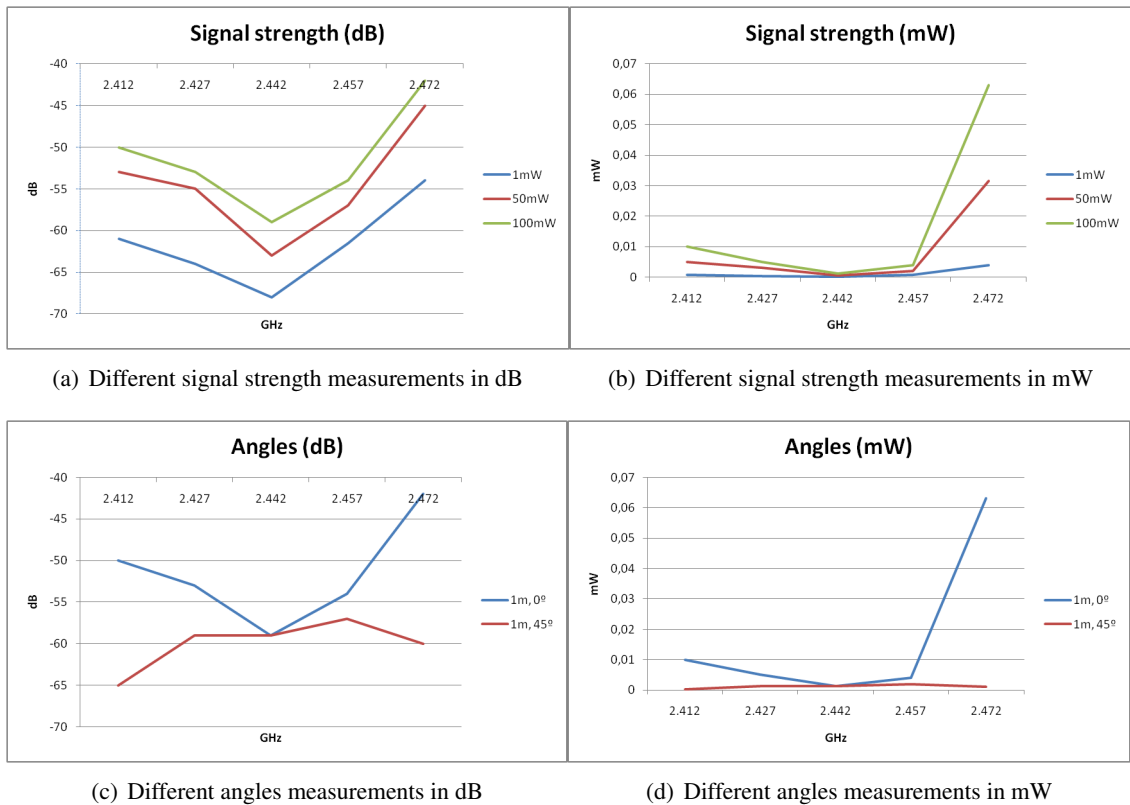 Signal strength (dB)
-40
2.412 2.427 2.442 2.457 2.472
-45
-50
-55
-60
-65
-70
dB
GHz
1mW
50mW
100mW
(a) Different signal strength measurements in dB
Signal strength (mW)
0,07
0,06
0,05
0,04
0,03
0,02
0,01
0
mW
2.412 2.427 2.442 2.457 2.472
GHz
1mW
50mW
100mW
(b) Different signal strength measurements in mW
Angles (dB)
-40
2.412 2.427 2.442 2.457 2.472
-45
-50
-55
-60
-65
-70
dB
GHz
1m, 0º
1m, 45º
(c) Different angles measurements in dB
Angles (mW)
0,07
0,06
0,05
0,04
0,03
0,02
0,01
0
mW
2.412 2.427 2.442 2.457 2.472
GHz
1m, 0º
1m, 45º
(d) Different angles measurements in mW